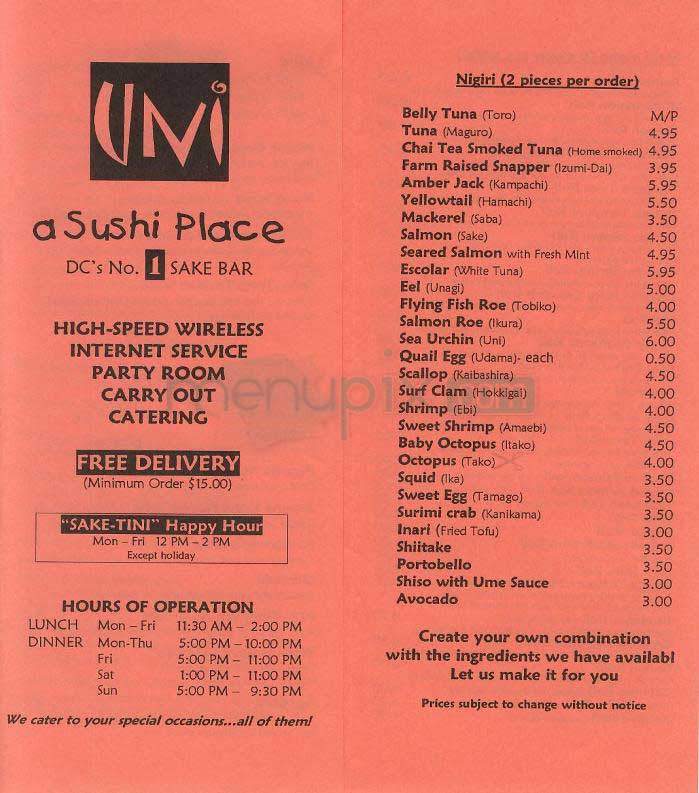 UNi
a Sushi Place
DC's No. 1 SAKE BAR
HIGH-SPEED WIRELESS
INTERNET SERVICE
PARTY ROOM
CARRY OUT
CATERING
FREE DELIVERY
(Minimum Order $15.00)
"SAKE-TINI" Happy Hour
Mon – Fri 12 PM – 2 PM
Except holiday
HOURS OF OPERATION
LUNCH Mon – Fri 11:30 AM – 2:00 PM
DINNER Mon-Thu 5:00 PM – 10:00 PM
Fri 5:00 PM – 11:00 PM
Sat 1:00 PM – 11:00 PM
Sun 5:00 PM – 9:30 PM
We cater to your special occasions...all of them!
Nigiri (2 pieces per order)
Belly Tuna (Toro) M/P
Tuna (Maguro) 4.95
Chai Tea Smoked Tuna (Home smoked) 4.95
Farm Raised Snapper (Izumi-Dai) 3.95
Amber Jack (Kampachi) 5.95
Yellowtail (Hamachi) 5.50
Mackerel (Saba) 3.50
Salmon (Sake) 4.50
Seared Salmon with Fresh Mint 4.95
Escolar (White Tuna) 5.95
Eel (Unagi) 5.00
Flying Fish Roe (Tobiko) 4.00
Salmon Roe (Ikura) 5.50
Sea Urchin (Uni) 6.00
Quail Egg (Udama)- each 0.50
Scallop (Kaibashira) 4.50
Surf Clam (Hokkigai) 4.00
Shrimp (Ebi) 4.00
Sweet Shrimp (Amaebi) 4.50
Baby Octopus (Itako) 4.50
Octopus (Tako) 4.00
Squid (Ika) 3.50
Sweet Egg (Tamago) 3.50
Surimi crab (Kanikama) 3.50
Inari (Fried Tofu) 3.00
Shiitake 3.50
Portobello 3.50
Shiso with Ume Sauce 3.00
Avocado 3.00
Create your own combination
with the ingredients we have availabl
Let us make it for you
Prices subject to change without notice
menupix